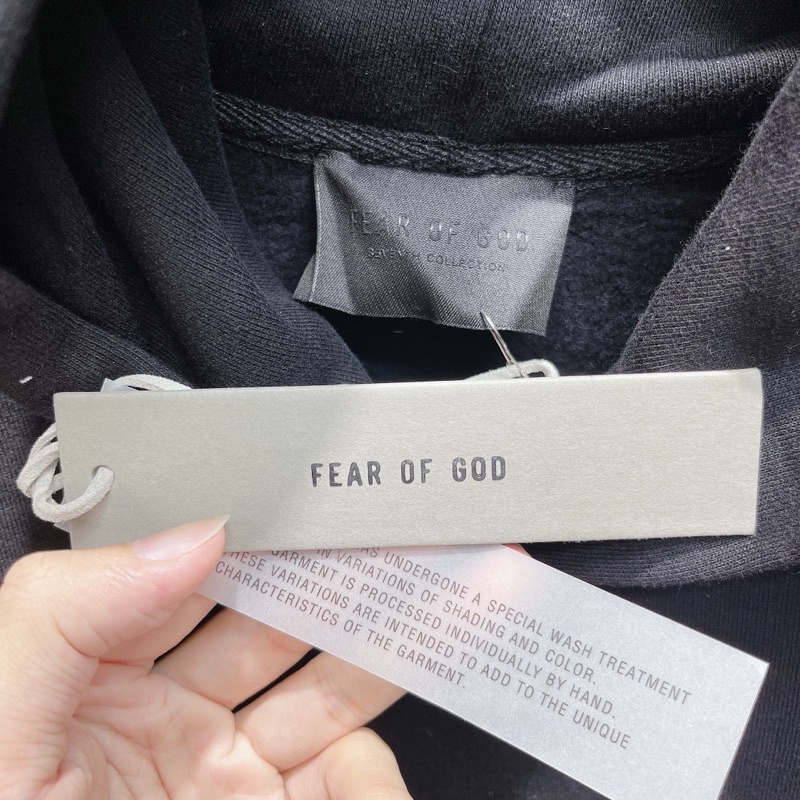 FEAR OF GOD
SEVENTH COLLECTION
FEAR OF GOD
AS UNDERGONE A SPECIAL WASH TREATMENT
IN VARIATIONS OF SHADING AND COLOR.
GARMENT IS PROCESSED INDIVIDUALLY BY HAND.
THESE VARIATIONS ARE INTENDED TO ADD TO THE UNIQUE
CHARACTERISTICS OF THE GARMENT.